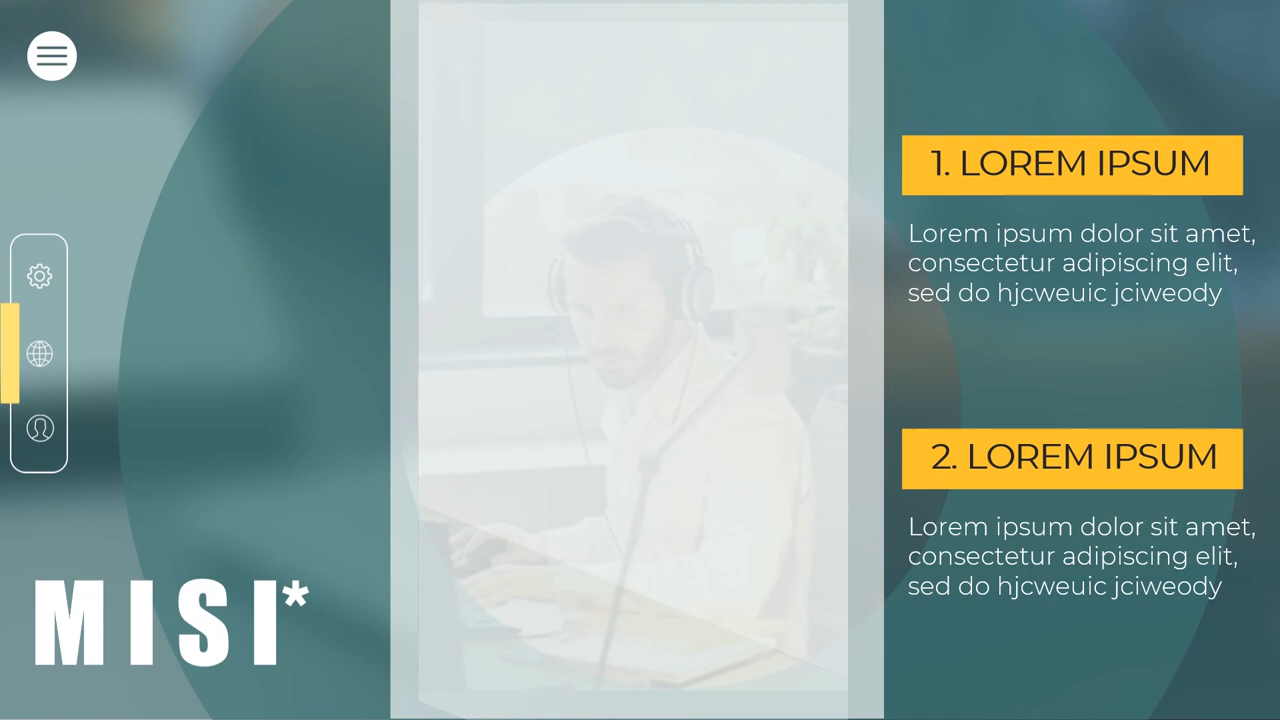 1. LOREM IPSUM
Lorem ipsum dolor sit amet,
consectetur adipiscing elit,
sed do hjcweuic jciweody
2. LOREM IPSUM
Lorem ipsum dolor sit amet,
consectetur adipiscing elit,
sed do hjcweuic jciweody
MISI*